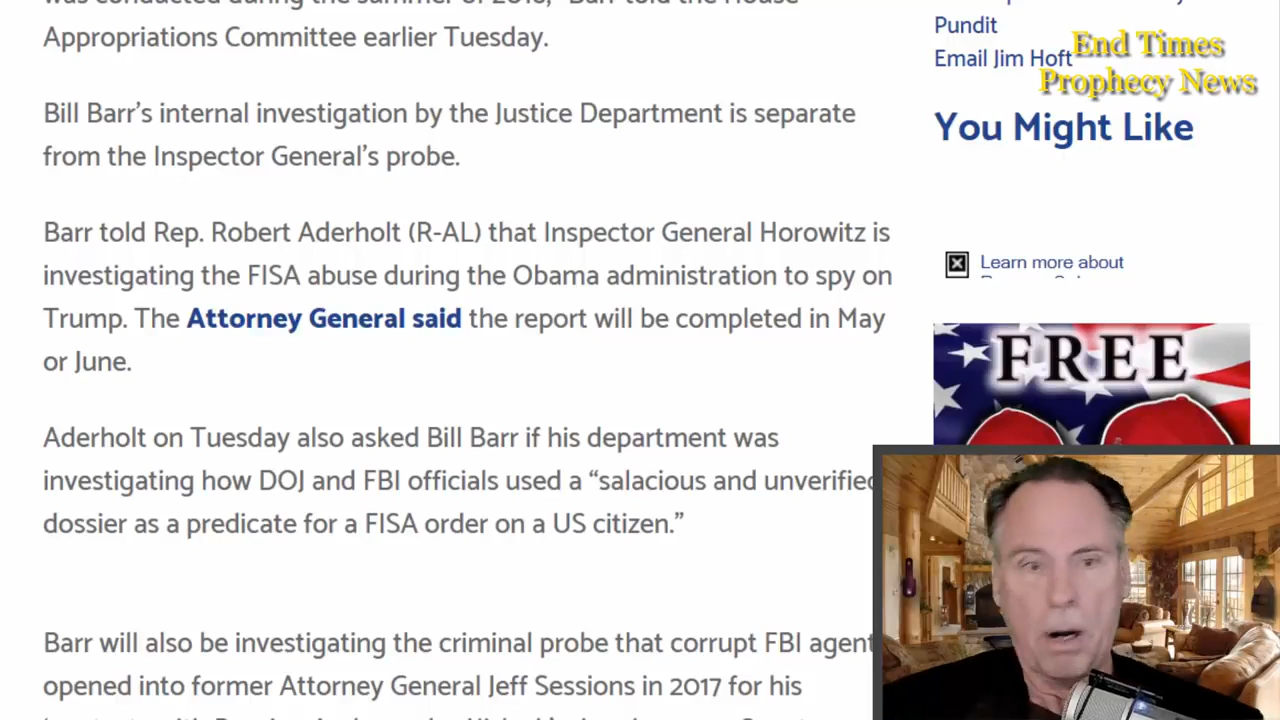 Appropriations Committee earlier Tuesday.
Bill Barr’s internal investigation by the Justice Department is separate
from the Inspector General’s probe.
Barr told Rep. Robert Aderholt (R-AL) that Inspector General Horowitz is
investigating the FISA abuse during the Obama administration to spy on
Trump. The Attorney General said the report will be completed in May
or June.
Aderholt on Tuesday also asked Bill Barr if his department was
investigating how DOJ and FBI officials used a “salacious and unverified
dossier as a predicate for a FISA order on a US citizen.”
Barr will also be investigating the criminal probe that corrupt FBI agent
opened into former Attorney General Jeff Sessions in 2017 for his
Pundit
Email Jim Hoft
End Times
Prophecy News
You Might Like
Learn more about
FREE